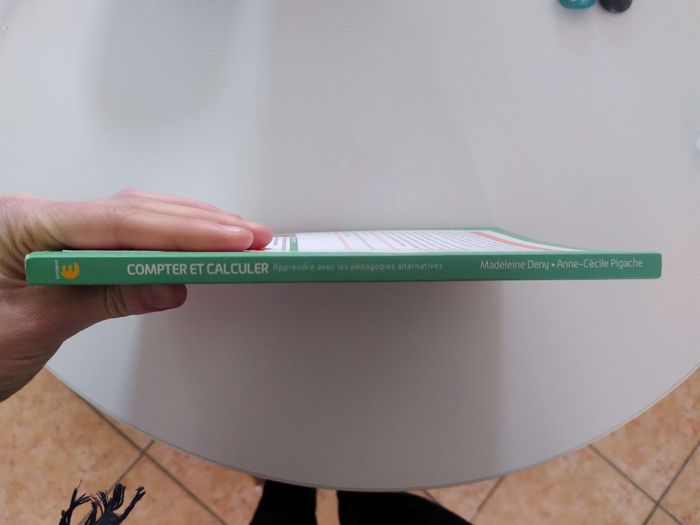 COMPTER ET CALCULER Apprendre avec les pédagogies alternatives Madeleine Deny • Anne-Cécile Pigache